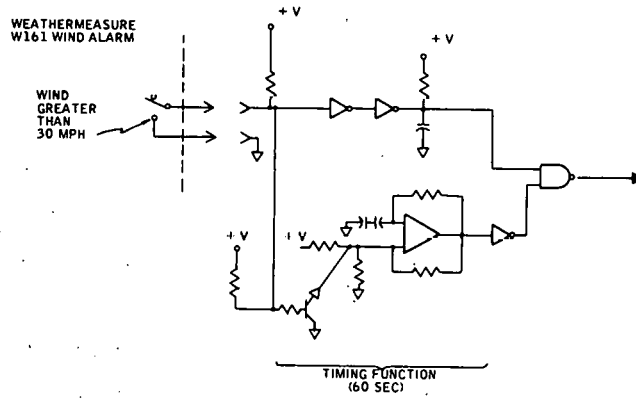 WEATHERMEASURE
W161 WIND ALARM
+ V
+ V
WIND
GREATER
THAN
30 MPH
+ V
+ V
TIMING FUNCTION
(60 SEC)